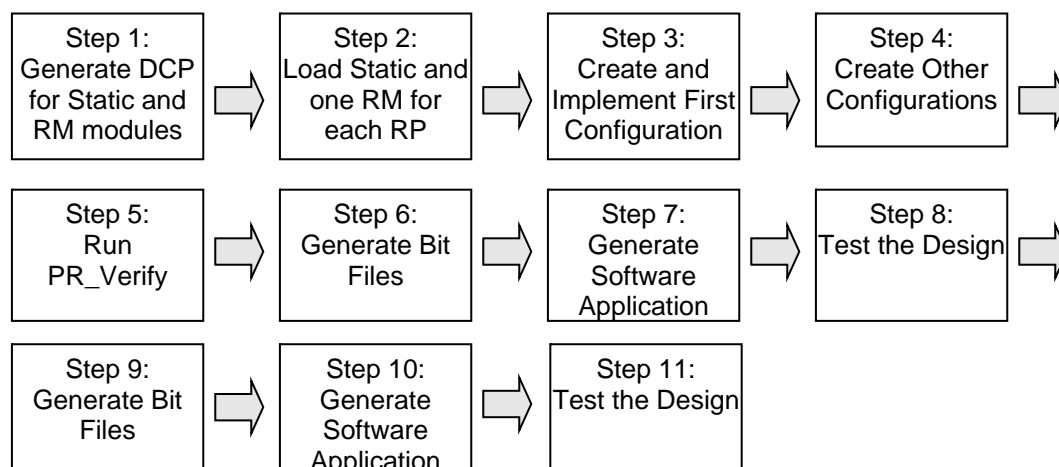 Step 1:
Generate DCP
for Static and
RM modules
Step 2:
Load Static and
one RM for
each RP
Step 3:
Create and
Implement First
Configuration
Step 4:
Create Other
Configurations
Step 5:
Run
PR_Verify
Step 6:
Generate Bit
Files
Step 7:
Generate
Software
Application
Step 8:
Test the Design
Step 9:
Generate Bit
Files
Step 10:
Generate
Software
Application
Step 11:
Test the Design